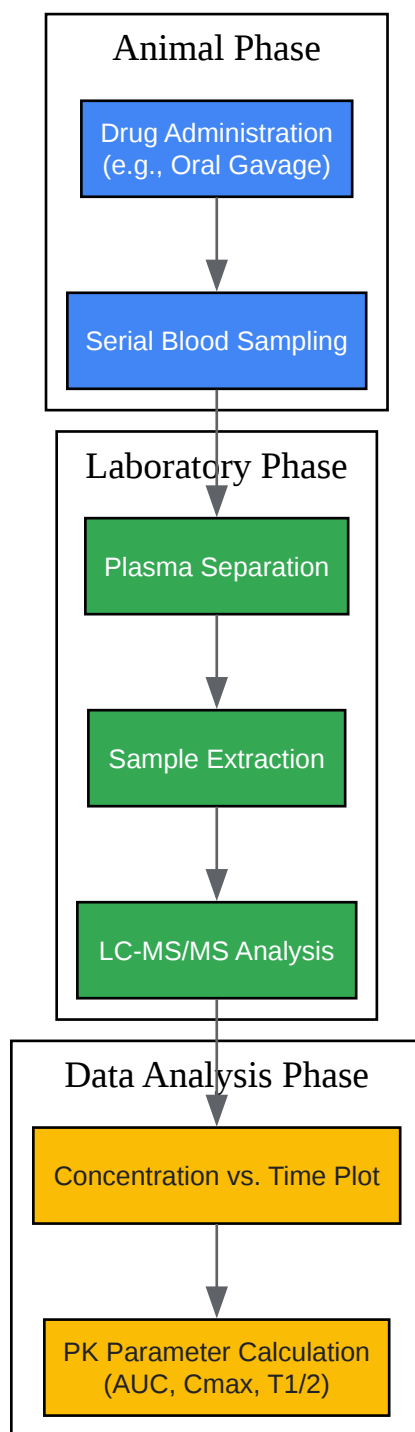 Animal Phase
Drug Administration
(e.g., Oral Gavage)
Serial Blood Sampling
Laboratory Phase
Plasma Separation
Sample Extraction
LC-MS/MS Analysis
Data Analysis Phase
Concentration vs. Time Plot
PK Parameter Calculation
(AUC, Cmax, T1/2)